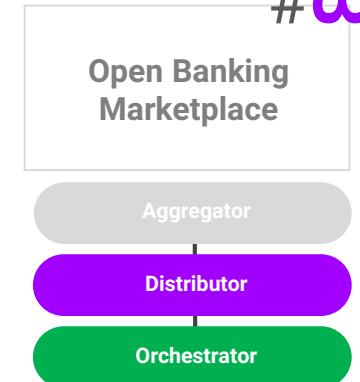 #
Open Banking
Marketplace
Aggregator
Distributor
Orchestrator